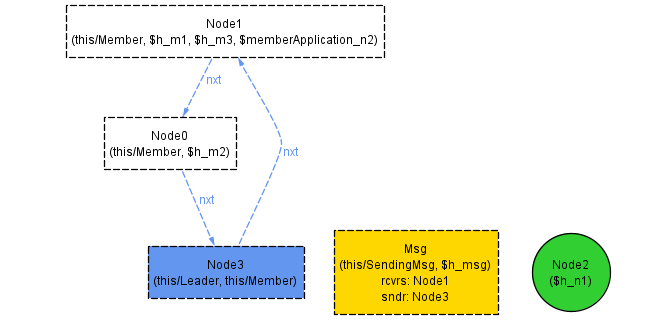 Node1
(this/Member, $h_m1, $h_m3, $memberApplication_n2)
nxt
Node0
(this/Member, $h_m2)
nxt
nxt
Node3
(this/Leader, this/Member)
Msg
(this/SendingMsg, $h_msg)
rcvrs: Node1
sndr: Node3
Node2
($h_n1)